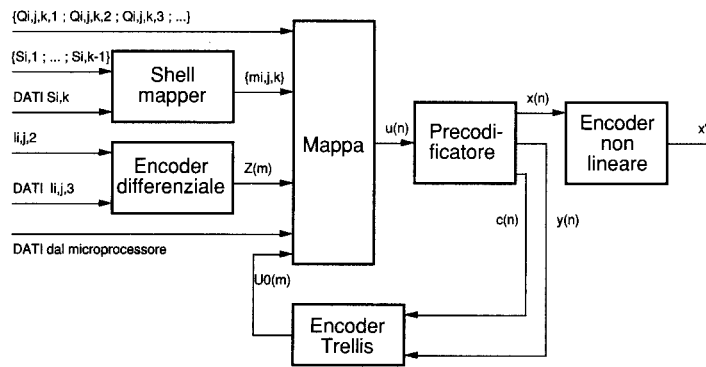 {Qi,j,k,1 ; Qi,j,k,2 ; Qi,j,k,3 ; ...}
{Si,1 ; ... ; Si,k-1}
Shell
mapper
{mi,j,k}
DATI Si,k
Mappa
u(n)
Precodi-
ficatore
x(n)
Encoder
non
lineare
x'
Ii,j,2
Encoder
differenziale
Z(m)
DATI Ii,j,3
DATI dal microprocessore
c(n)
y(n)
U0(m)
Encoder
Trellis